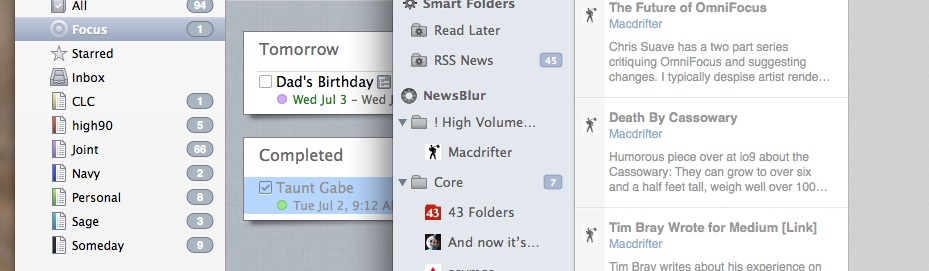 All 94
Focus 1
Starred
Inbox
CLC 1
high90 5
Joint 66
Navy 2
Personal 8
Sage 3
Someday 9
Tomorrow
Dad's Birthday
Wed Jul 3 – Wed J
Completed
Taunt Gabe
Tue Jul 2, 9:12 A
Smart Folders
Read Later
RSS News 45
NewsBlur
! High Volume…
Macdrifter
Core 7
43
43 Folders
And now it's…
The Future of OmniFocus
Macdrifter
Chris Suave has a two part series
critiquing OmniFocus and suggesting
changes. I typically despise artist rende…
Death By Cassowary
Macdrifter
Humorous piece over at io9 about the
Cassowary: They can grow to over six
and a half feet tall, weigh well over 100…
Tim Bray Wrote for Medium [Link]
Macdrifter
Tim Bray writes about his experience on